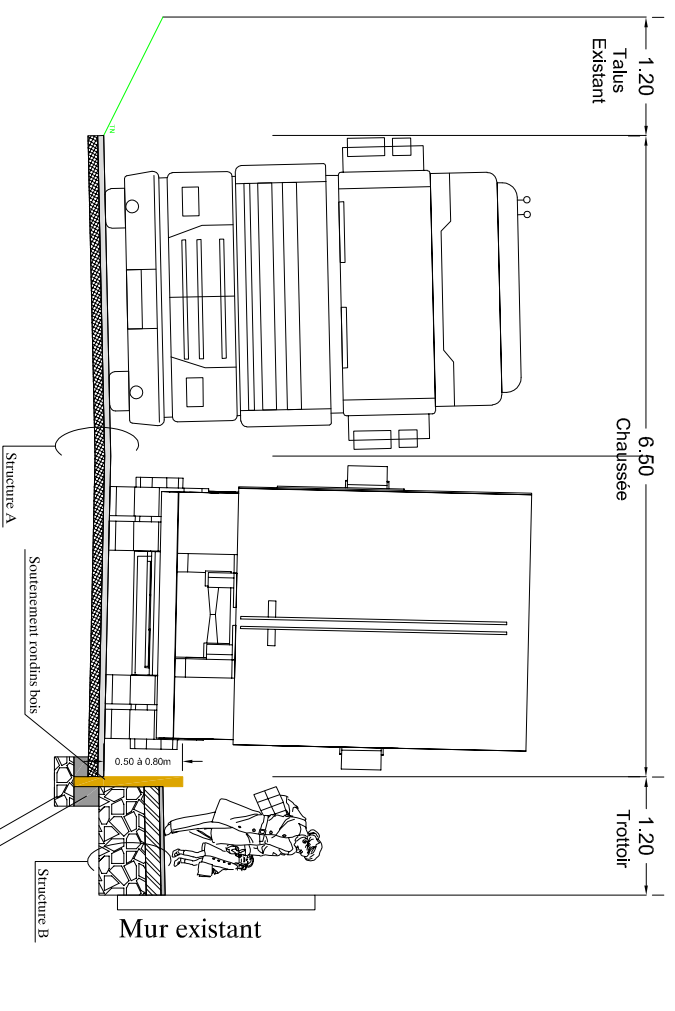 1.20
Talus
Existant
TN
6.50
Chaussée
Structure A
Soutenement rondins bois
0.50 à 0.80m
1.20
Trottoir
Structure B
Mur existant